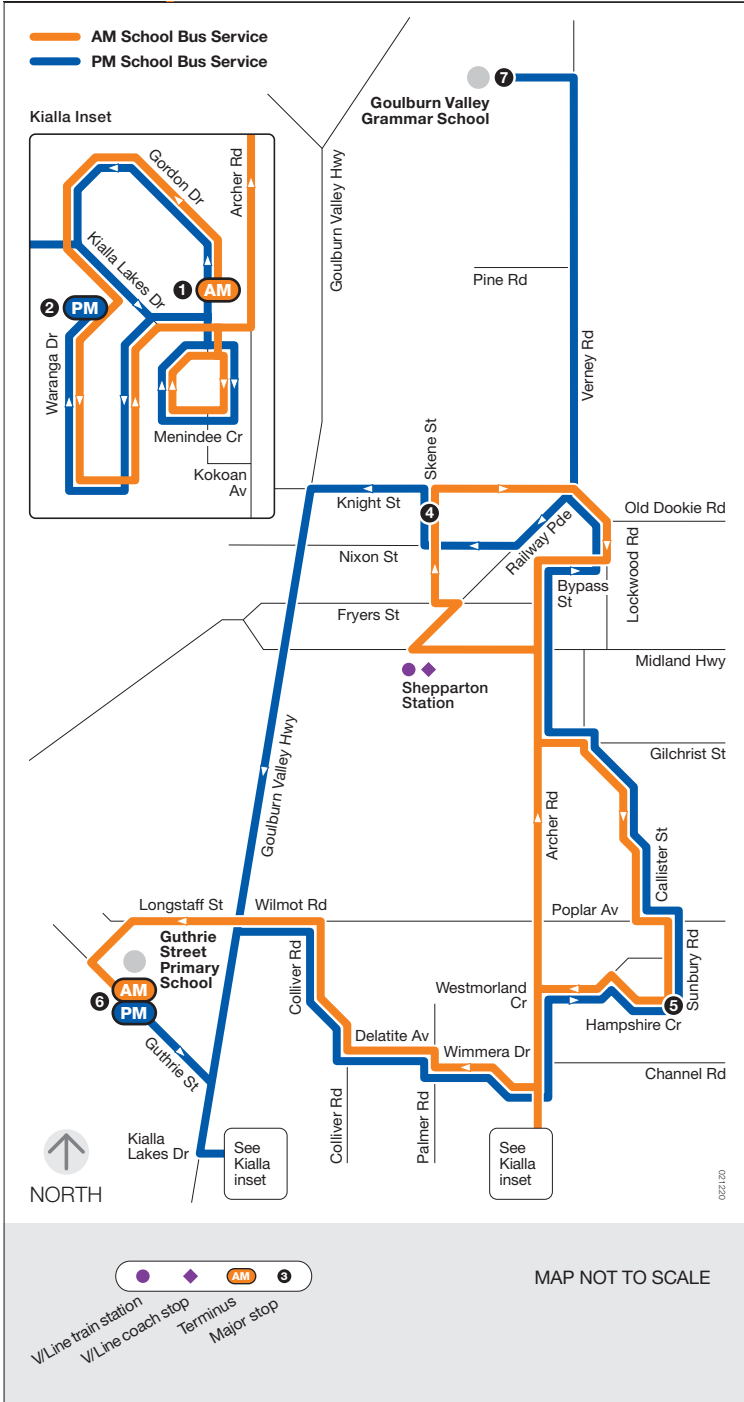 AM School Bus Service
PM School Bus Service
7
Goulburn Valley
Grammar School
Kialla Inset
Gordon Dr
Archer Rd
Kialla Lakes Dr
1
AM
2
PM
Waranga Dr
Menindee Cr
Kokoan
Av
Goulburn Valley Hwy
Pine Rd
Verney Rd
Skene St
Knight St
4
Old Dookie Rd
Nixon St
Railway Pde
Bypass
St
Lockwood Rd
Fryers St
Midland Hwy
Shepparton
Station
Gilchrist St
Goulburn Valley Hwy
Archer Rd
Callister St
Longstaff St
Wilmot Rd
Poplar Av
Guthrie
Street
Primary
School
Colliver Rd
Sunbury Rd
6
AM
PM
Westmorland
Cr
5
Hampshire Cr
Guthrie St
Delatite Av
Wimmera Dr
Channel Rd
Colliver Rd
Palmer Rd
Kialla
Lakes Dr
See
Kialla
inset
See
Kialla
inset
NORTH
021220
AM
3
V/Line train station
V/Line coach stop
Terminus
Major stop
MAP NOT TO SCALE